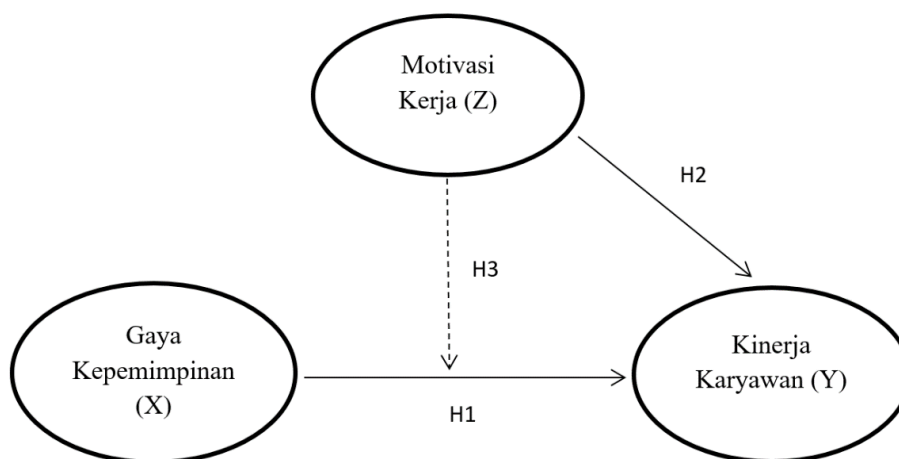 Motivasi
Kerja (Z)
H2
H3
Gaya
Kepemimpinan
(X)
Kinerja
Karyawan (Y)
H1